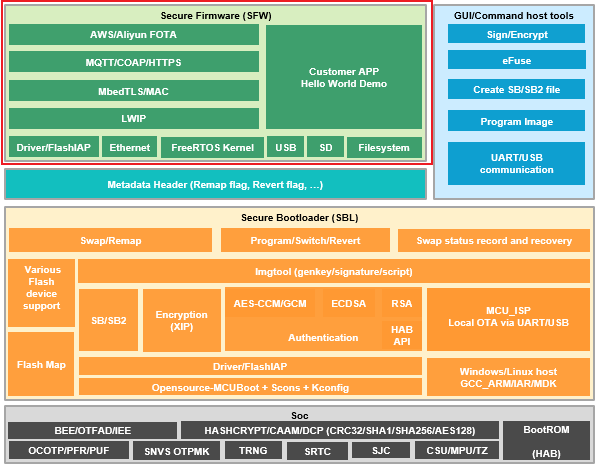 Secure Firmware (SFW)
AWS/Aliyun FOTA
MQTT/COAP/HTTPS
MbedTLS/MAC
LWIP
Customer APP
Hello World Demo
Driver/FlashIAP
Ethernet
FreeRTOS Kernel
USB
SD
Filesystem
GUI/Command host tools
Sign/Encrypt
eFuse
Create SB/SB2 file
Program Image
UART/USB
communication
Metadata Header (Remap flag, Revert flag, ...)
Secure Bootloader (SBL)
Swap/Remap
Program/Switch/Revert
Swap status record and recovery
Various
Flash
device
support
Flash Map
Imgtool (genkey/signature/script)
SB/SB2
Encryption
(XIP)
AES-CCM/GCM
ECDSA
RSA
Authentication
HAB
API
MCU_ISP
Local OTA via UART/USB
Driver/FlashIAP
Opensource-MCUBoot + Scons + Kconfig
Windows/Linux host
GCC_ARM/IAR/MDK
Soc
BEE/OTFAD/IEE
HASHCRYPT/CAAM/DCP (CRC32/SHA1/SHA256/AES128)
BootROM
(HAB)
OCOTP/PFR/PUF
SNVS OTPMK
TRNG
SRTC
SJC
CSU/MPU/TZ